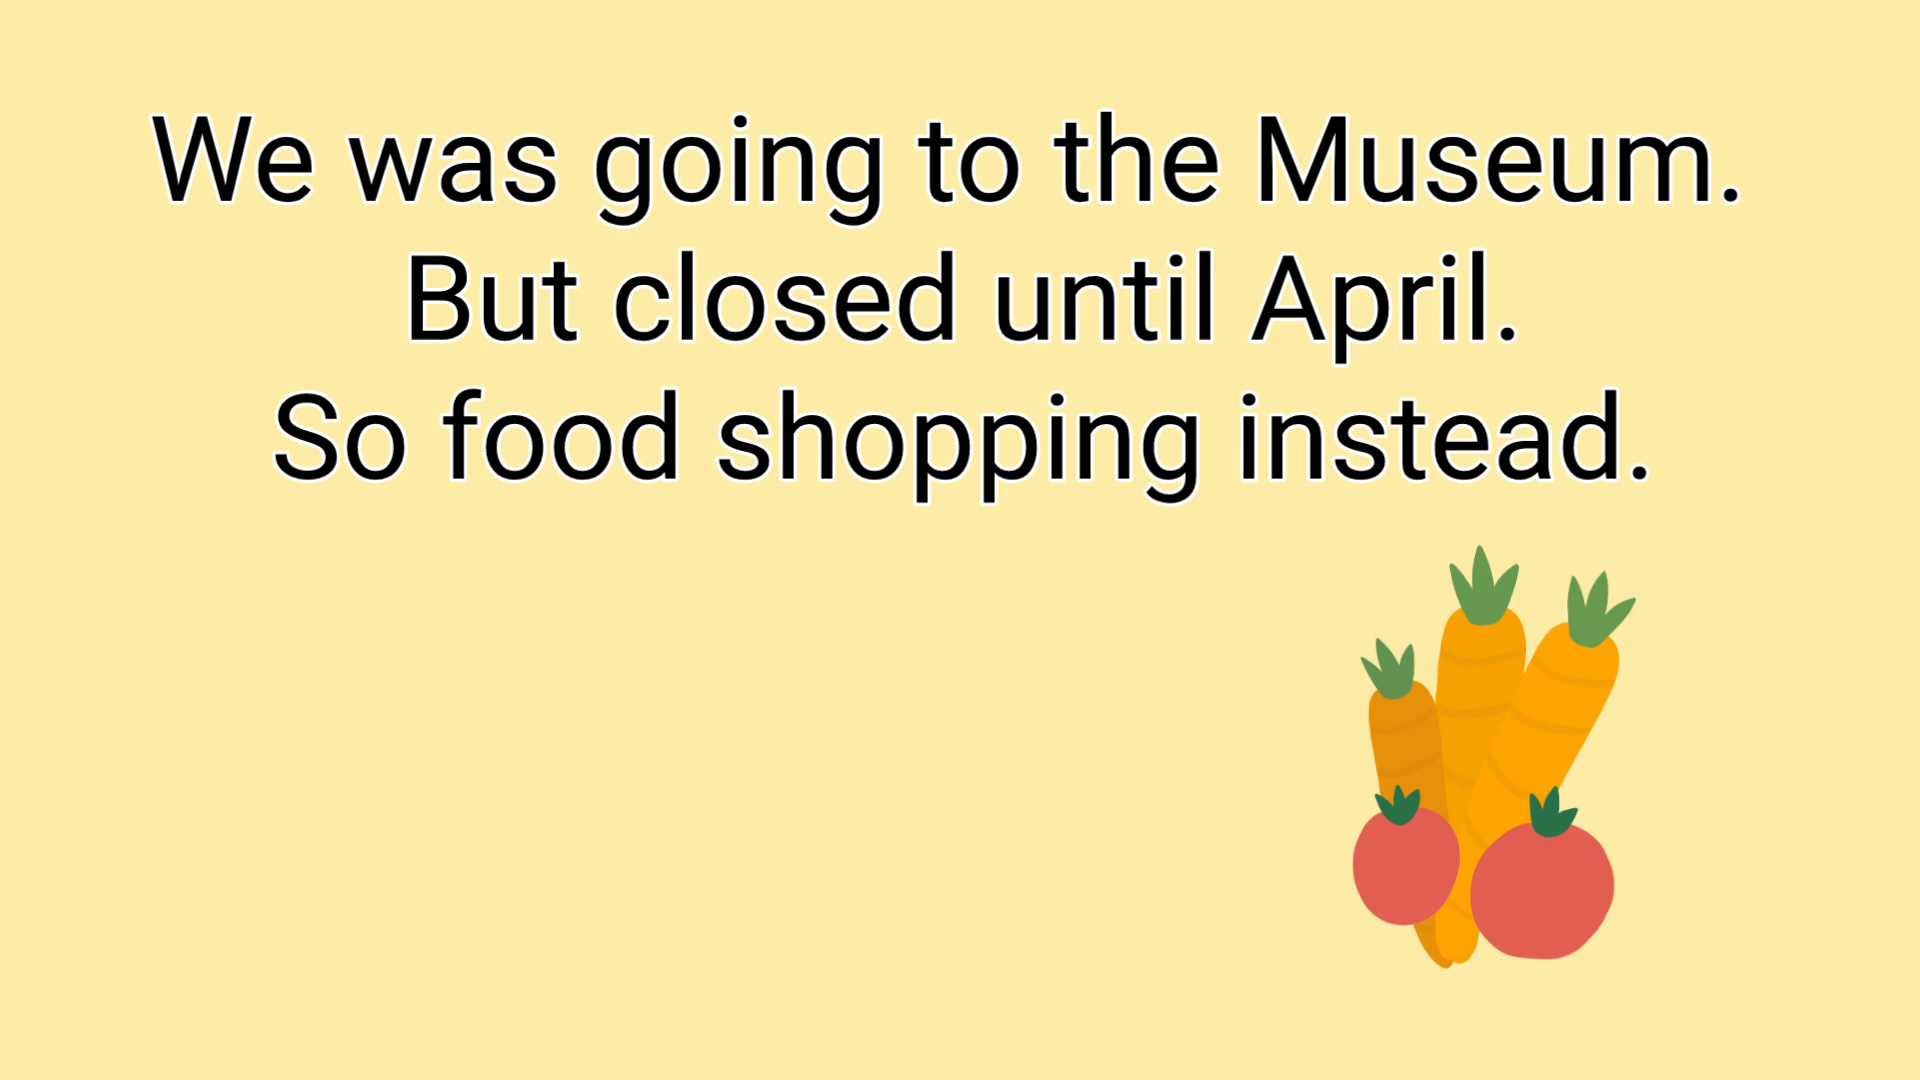 We was going to the Museum.
But closed until April.
So food shopping instead.